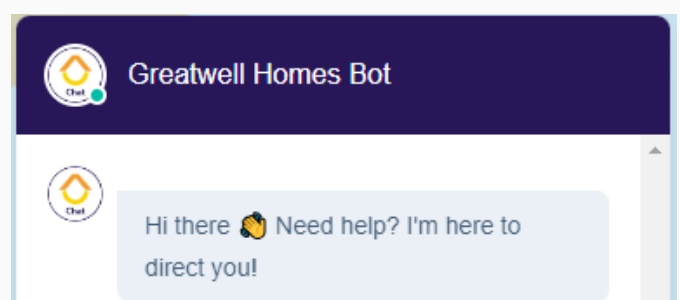 Chat
Greatwell Homes Bot
Chat
Hi there 👏 Need help? I'm here to
direct you!